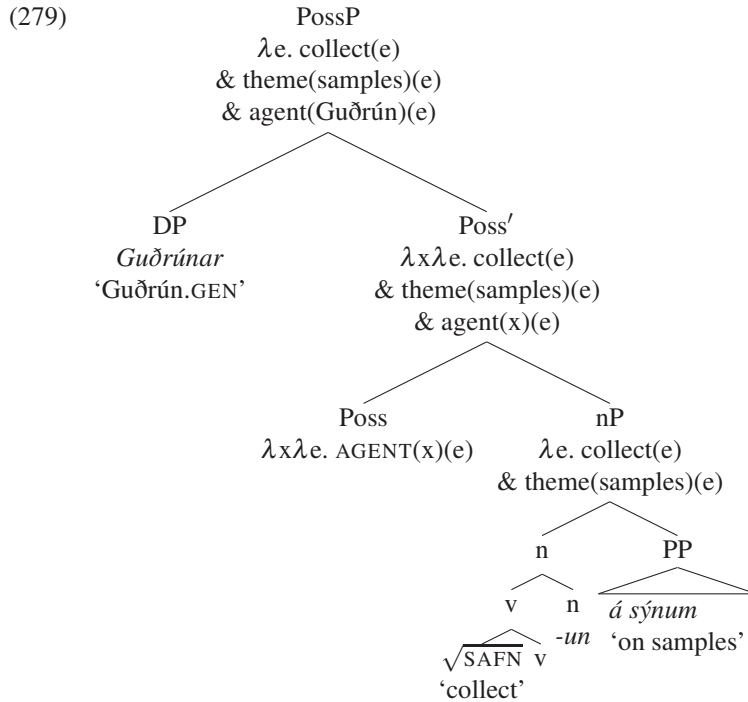 (279) PossP
λe. collect(e)
& theme(samples)(e)
& agent(Guðrún)(e)
DP Poss′
Guðrúnar λxλe. collect(e)
‘Guðrún.GEN’ & theme(samples)(e)
& agent(x)(e)
Poss nP
λxλe. AGENT(x)(e) λe. collect(e)
& theme(samples)(e)
n PP
v n á sýnum
-un ‘on samples’
√SAFN v
‘collect’